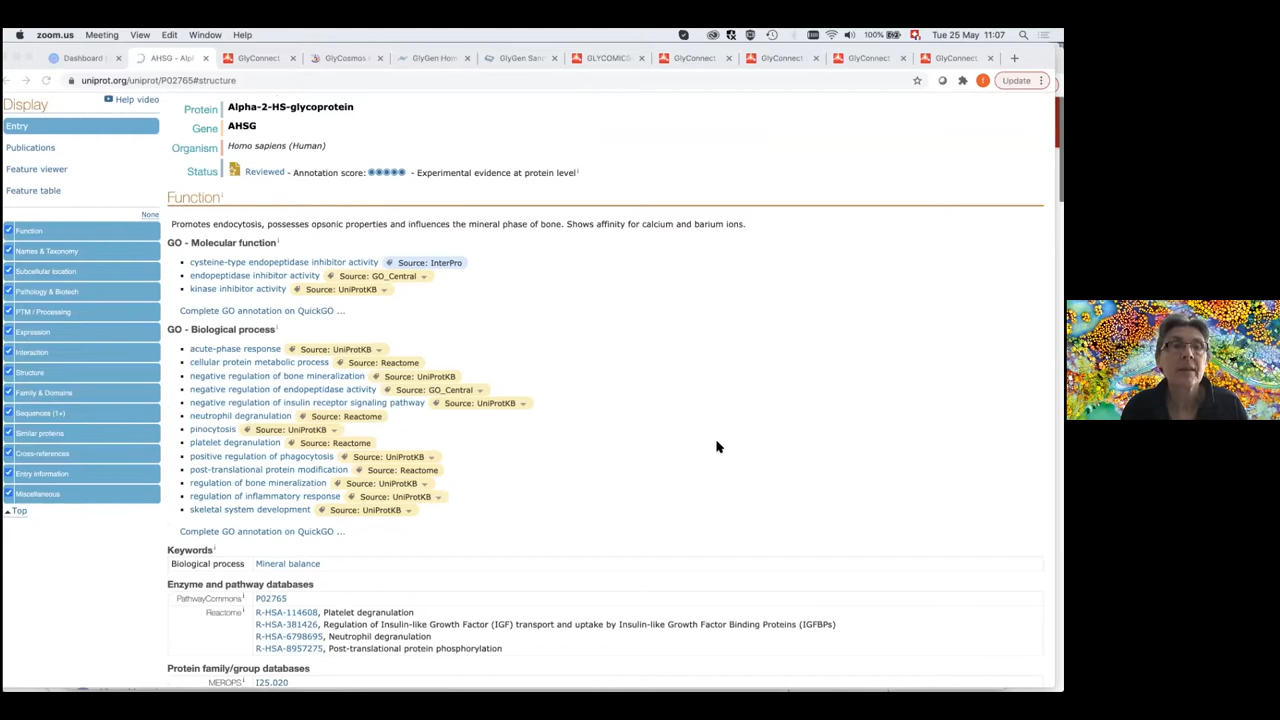 zoom.us Meeting View Edit Window Help 100% Tue 25 May 11:07
Dashboard AHSG - Alpl GlyConnect GlyCosmos GlyGen Hom GlyGen Sand GLYCOMICS GlyConnect GlyConnect GlyConnect GlyConnect
uniprot.org/uniprot/P02765#structure Update
Display
Help video
Entry
Publications
Feature viewer
Feature table
None
Function
Names & Taxonomy
Subcellular location
Pathology & Biotech
PTM / Processing
Expression
Interaction
Structure
Family & Domains
Sequences (1+)
Similar proteins
Cross-references
Entry information
Miscellaneous
Top
Protein Alpha-2-HS-glycoprotein
Gene AHSG
Organism Homo sapiens (Human)
Status Reviewed - Annotation score: - Experimental evidence at protein level i
Function i
Promotes endocytosis, possesses opsonic properties and influences the mineral phase of bone. Shows affinity for calcium and barium ions.
GO - Molecular function i
cysteine-type endopeptidase inhibitor activity Source: InterPro
endopeptidase inhibitor activity Source: GO_Central
kinase inhibitor activity Source: UniProtKB
Complete GO annotation on QuickGO ...
GO - Biological process i
acute-phase response Source: UniProtKB
cellular protein metabolic process Source: Reactome
negative regulation of bone mineralization Source: UniProtKB
negative regulation of endopeptidase activity Source: GO_Central
negative regulation of insulin receptor signaling pathway Source: UniProtKB
neutrophil degranulation Source: Reactome
pinocytosis Source: UniProtKB
platelet degranulation Source: Reactome
positive regulation of phagocytosis Source: UniProtKB
post-translational protein modification Source: Reactome
regulation of bone mineralization Source: UniProtKB
regulation of inflammatory response Source: UniProtKB
skeletal system development Source: UniProtKB
Complete GO annotation on QuickGO ...
Keywords i
Biological process Mineral balance
Enzyme and pathway databases
PathwayCommons i P02765
Reactome i R-HSA-114608, Platelet degranulation
R-HSA-381426, Regulation of Insulin-like Growth Factor (IGF) transport and uptake by Insulin-like Growth Factor Binding Proteins (IGFBPs)
R-HSA-6798695, Neutrophil degranulation
R-HSA-8957275, Post-translational protein phosphorylation
Protein family/group databases
MEROPS i I25.020